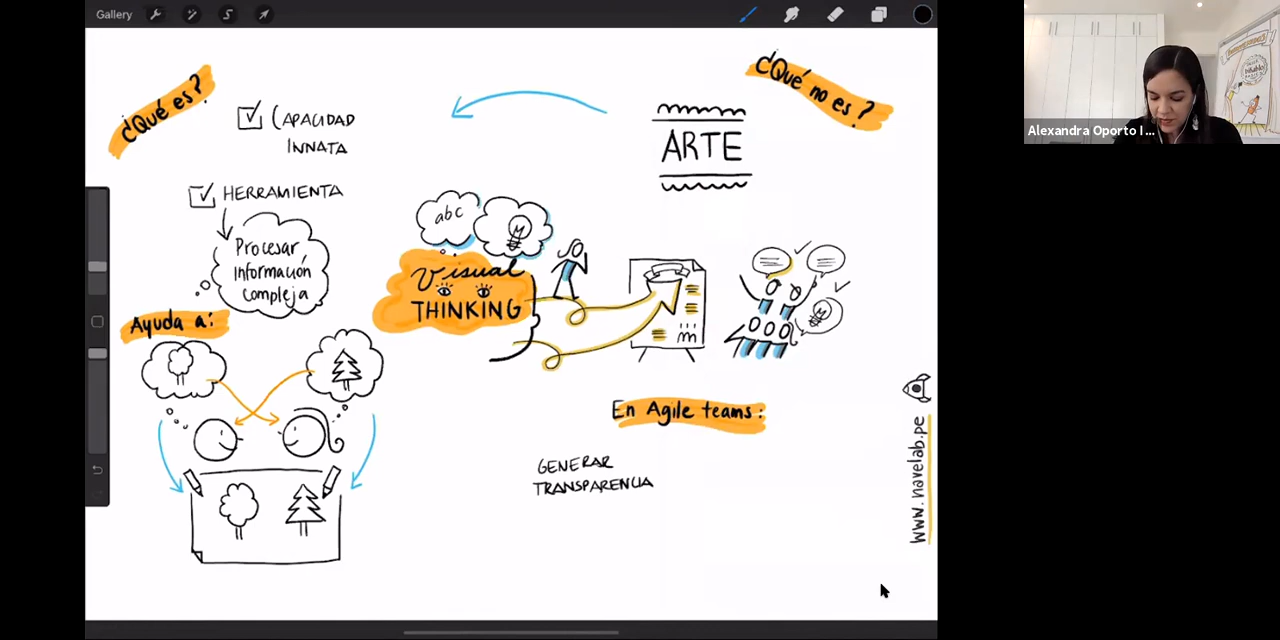 Gallery
¿Qué es?
CAPACIDAD
INNATA
HERRAMIENTA
Procesar
información
compleja
Ayuda a:
¿Qué no es?
ARTE
abc
Visual
THINKING
En Agile teams:
GENERAR
TRANSPARENCIA
www.navelab.pe
Alexandra Oporto I...